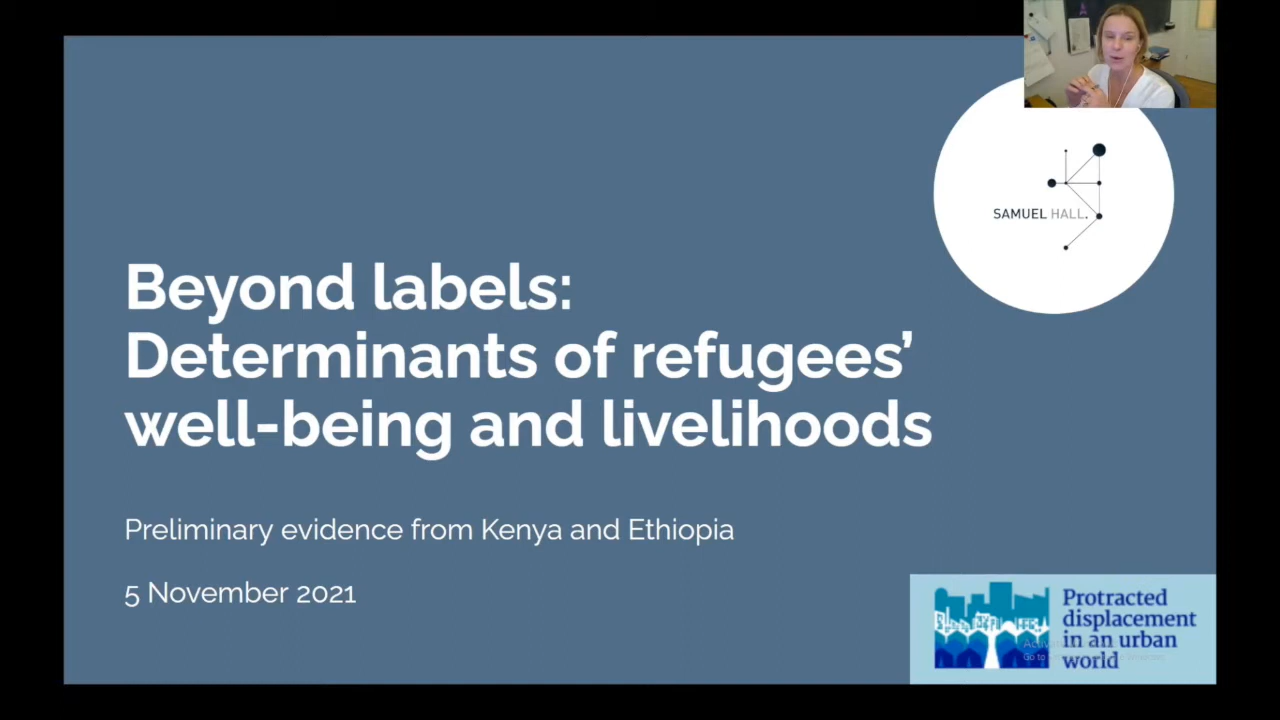 SAMUEL HALL.
Beyond labels:
Determinants of refugees’
well-being and livelihoods
Preliminary evidence from Kenya and Ethiopia
5 November 2021
Protracted
displacement
in an urban
world